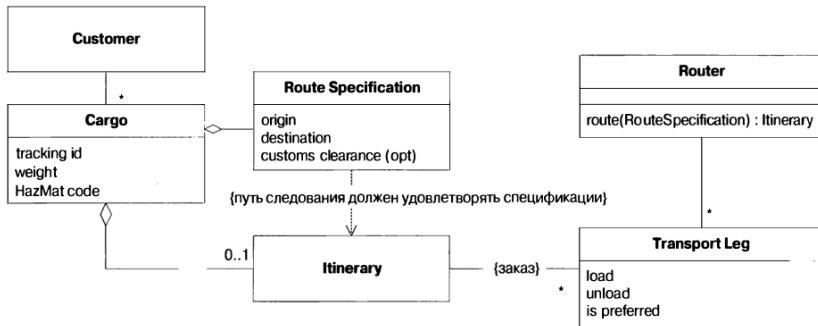 Customer
*
Cargo
tracking id
weight
HazMat code
Route Specification
origin
destination
customs clearance (opt)
Router
route(RouteSpecification) : Itinerary
{путь следования должен удовлетворять спецификации}
*
0..1
Itinerary
{заказ}
*
Transport Leg
load
unload
is preferred